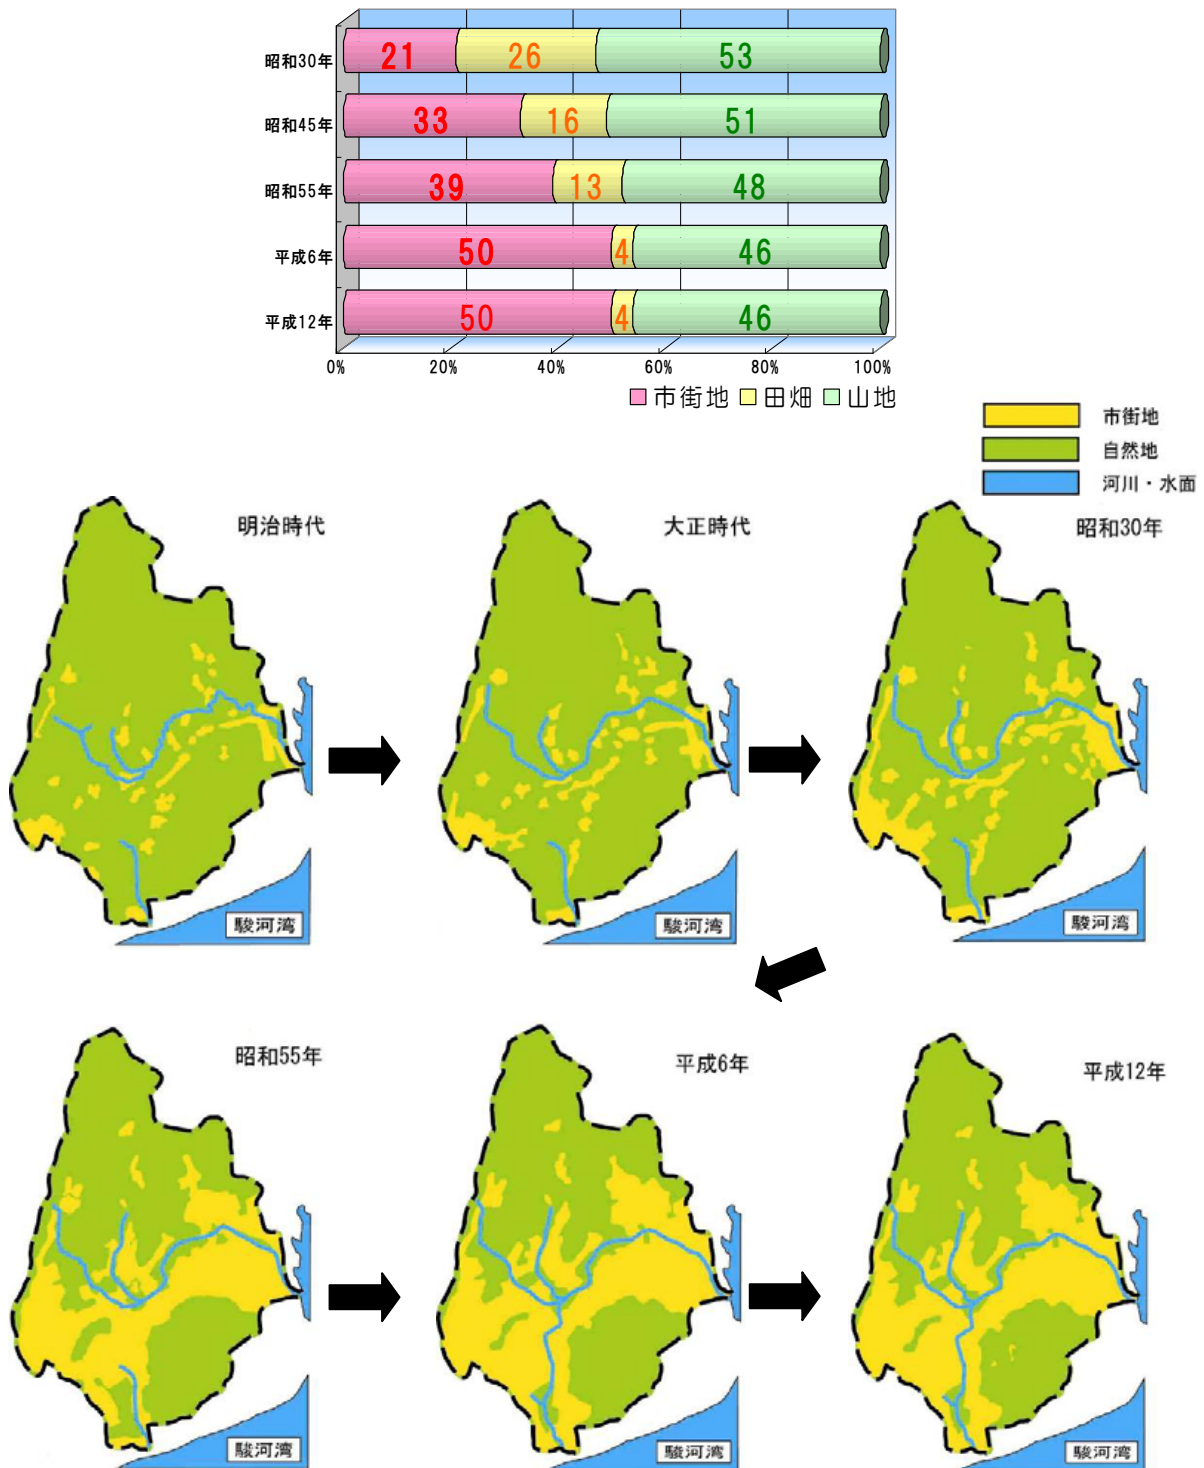 昭和30年 21 26 53
昭和45年 33 16 51
昭和55年 39 13 48
平成6年 50 4 46
平成12年 50 4 46
0% 20% 40% 60% 80% 100%
市街地 田畑 山地
市街地
自然地
河川・水面
明治時代 大正時代 昭和30年
駿河湾 駿河湾 駿河湾
昭和55年 平成6年 平成12年
駿河湾 駿河湾 駿河湾